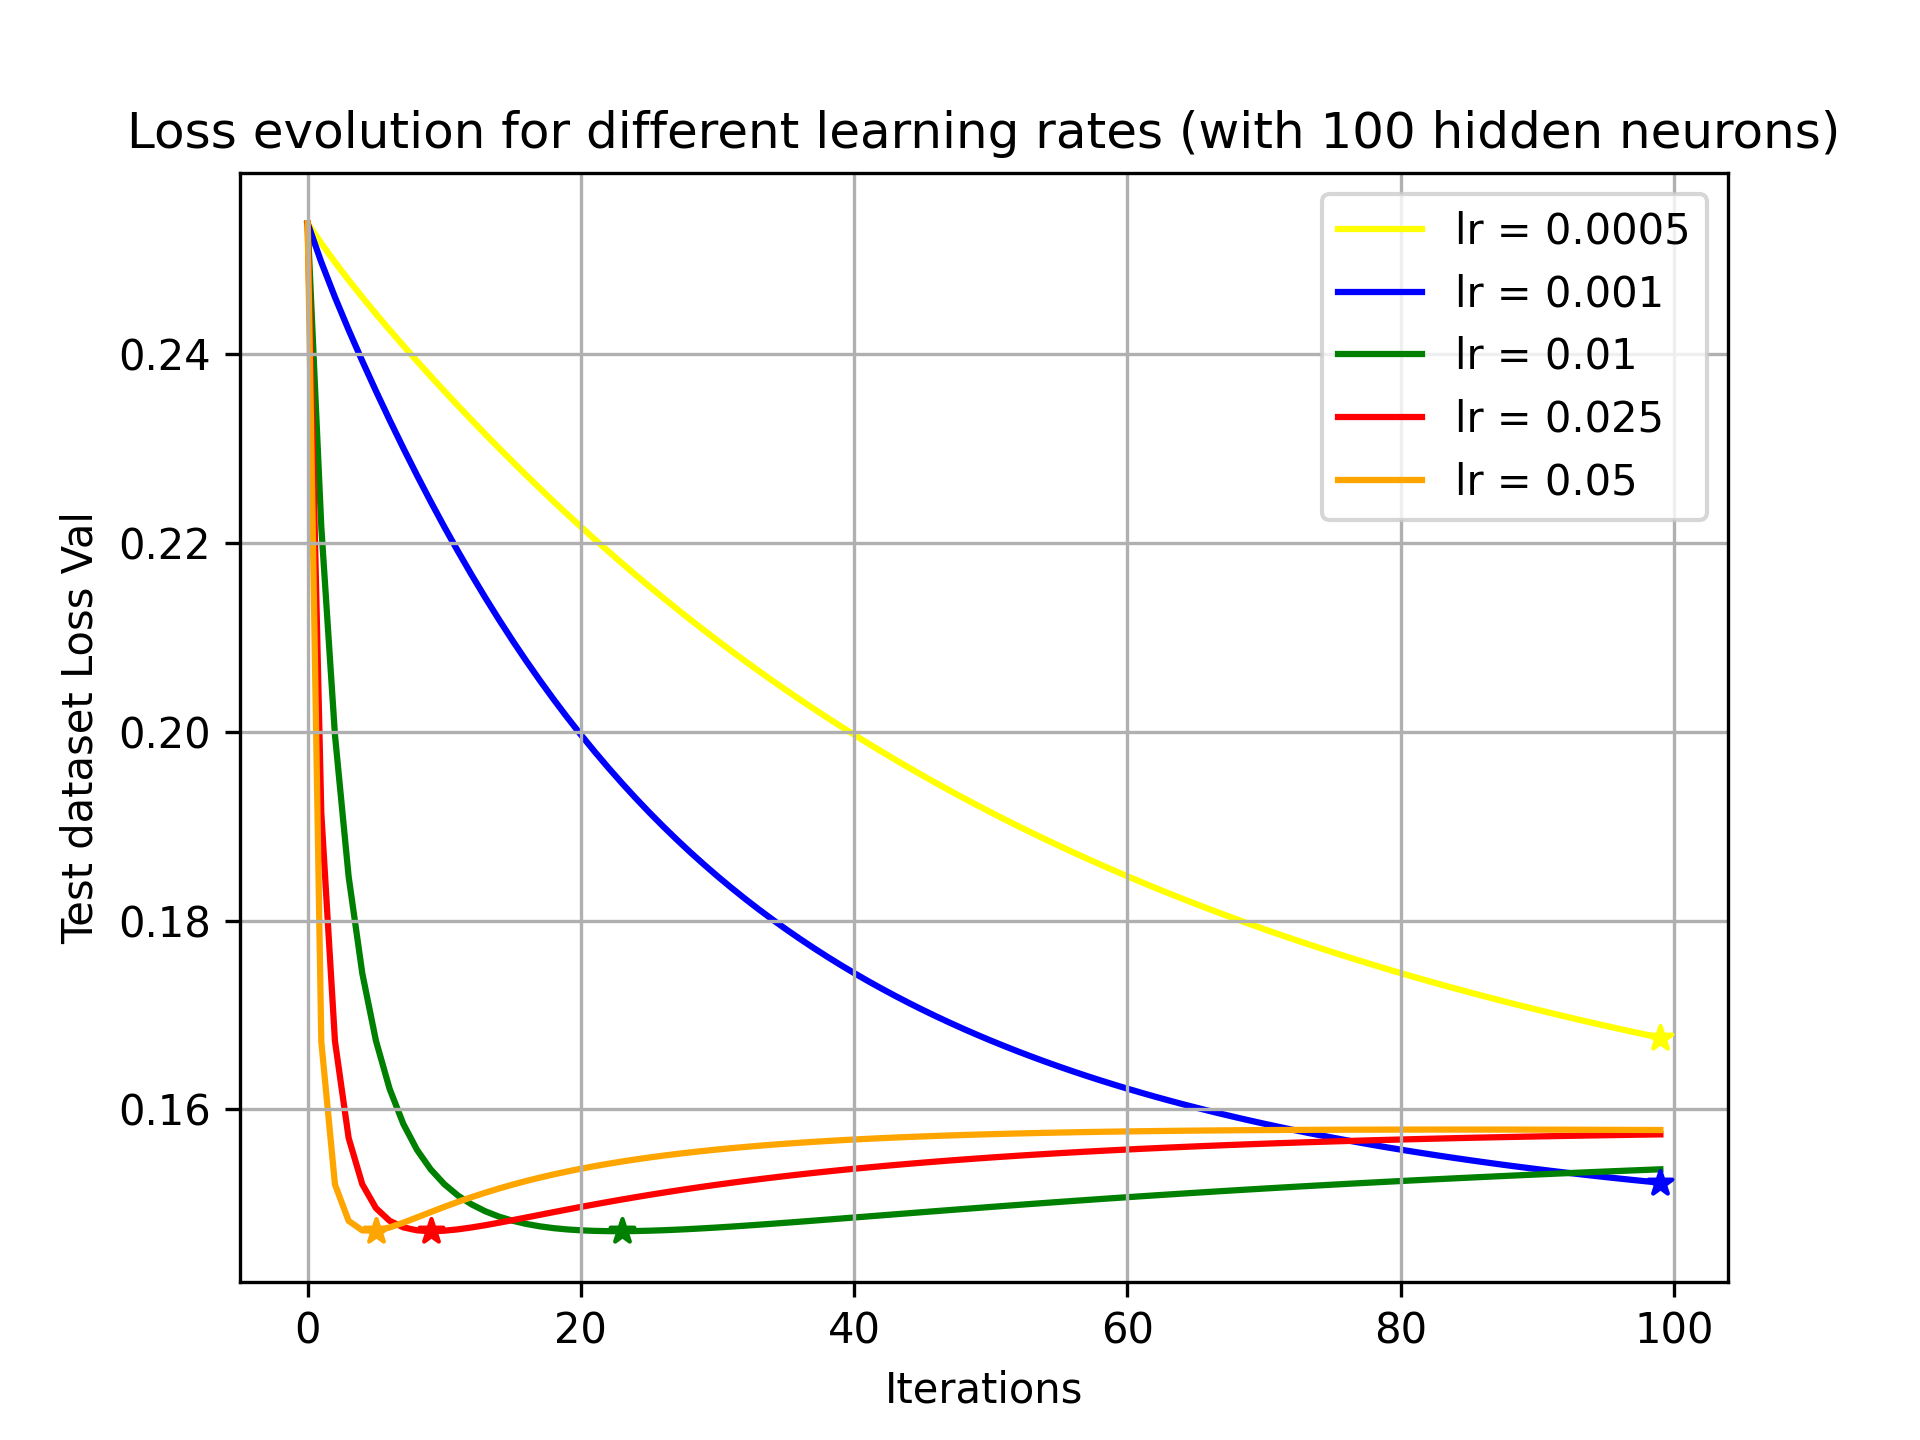 Loss evolution for different learning rates (with 100 hidden neurons)
lr = 0.0005
lr = 0.001
lr = 0.01
lr = 0.025
lr = 0.05
Test dataset Loss Val
0.24
0.22
0.20
0.18
0.16
0 20 40 60 80 100
Iterations